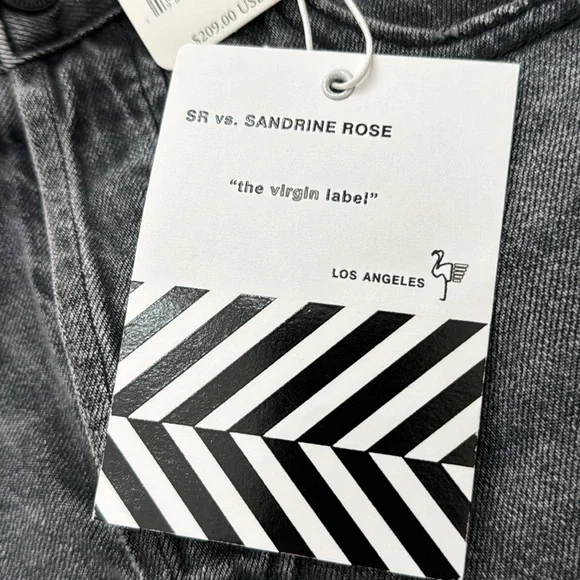 $209.00 USD
SR vs. SANDRINE ROSE
"the virgin label"
LOS ANGELES